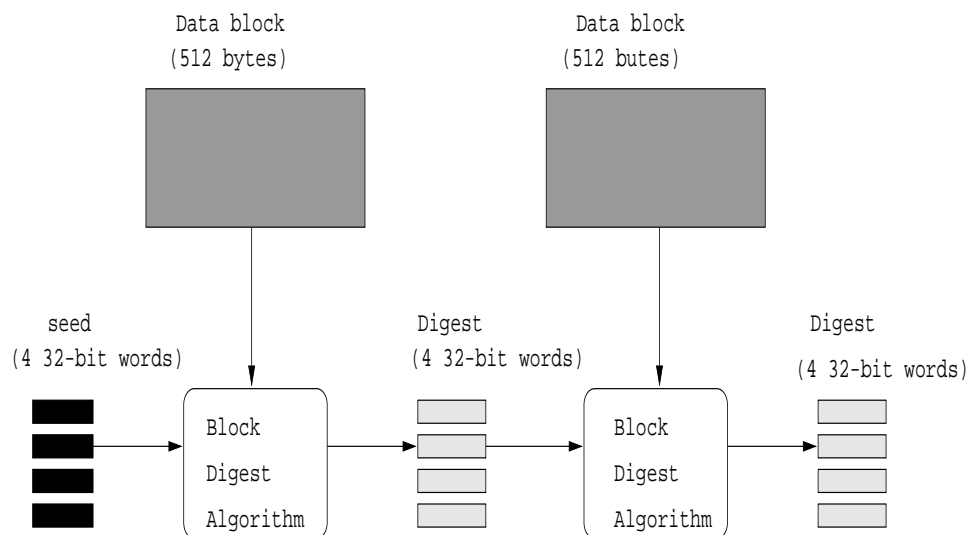 Data block
(512 bytes)
Data block
(512 butes)
seed
(4 32-bit words)
Digest
(4 32-bit words)
Digest
(4 32-bit words)
Block
Digest
Algorithm
Block
Digest
Algorithm